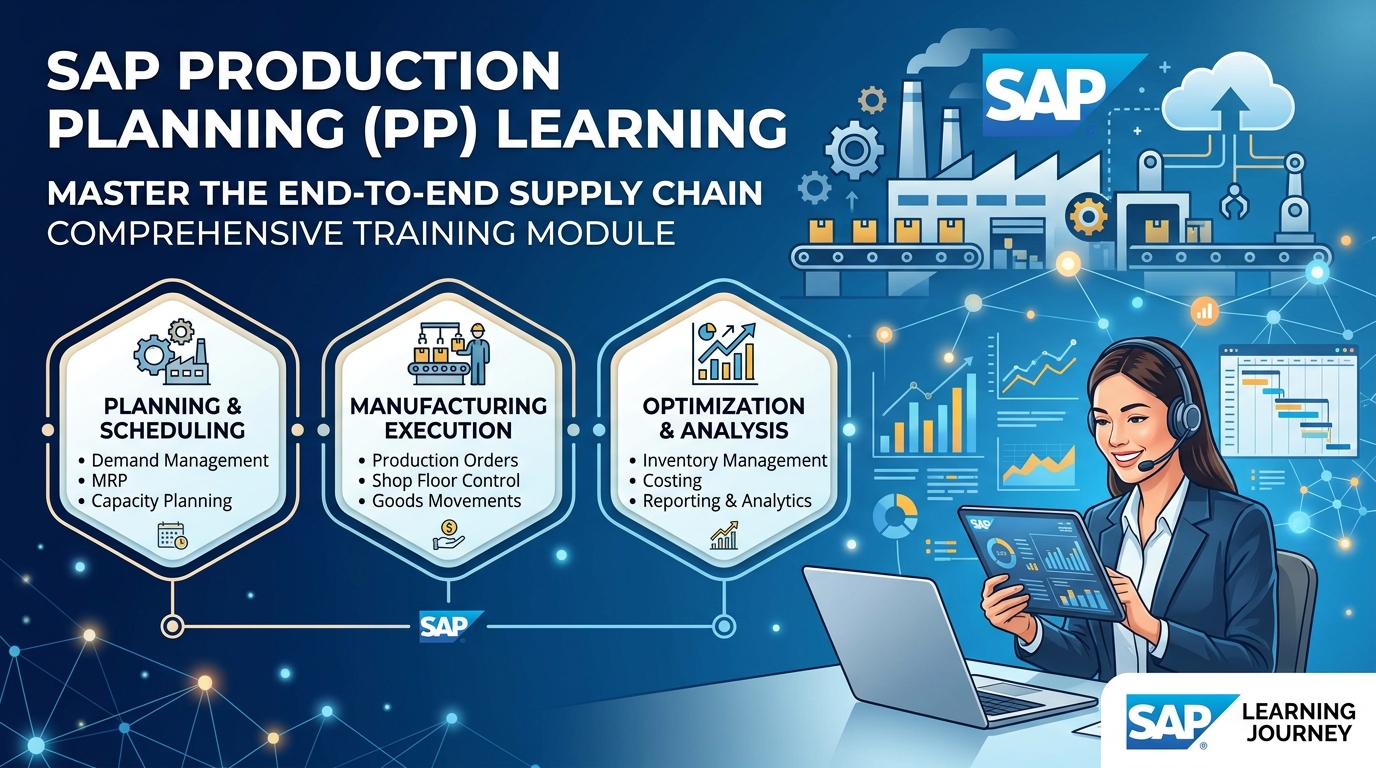 SAP PRODUCTION
PLANNING (PP) LEARNING
MASTER THE END-TO-END SUPPLY CHAIN
COMPREHENSIVE TRAINING MODULE
SAP
PLANNING &
SCHEDULING
• Demand Management
• MRP
• Capacity Planning
MANUFACTURING
EXECUTION
• Production Orders
• Shop Floor Control
• Goods Movements
$
OPTIMIZATION
& ANALYSIS
• Inventory Management
• Costing
• Reporting & Analytics
SAP
SAP
SAP®
LEARNING
JOURNEY